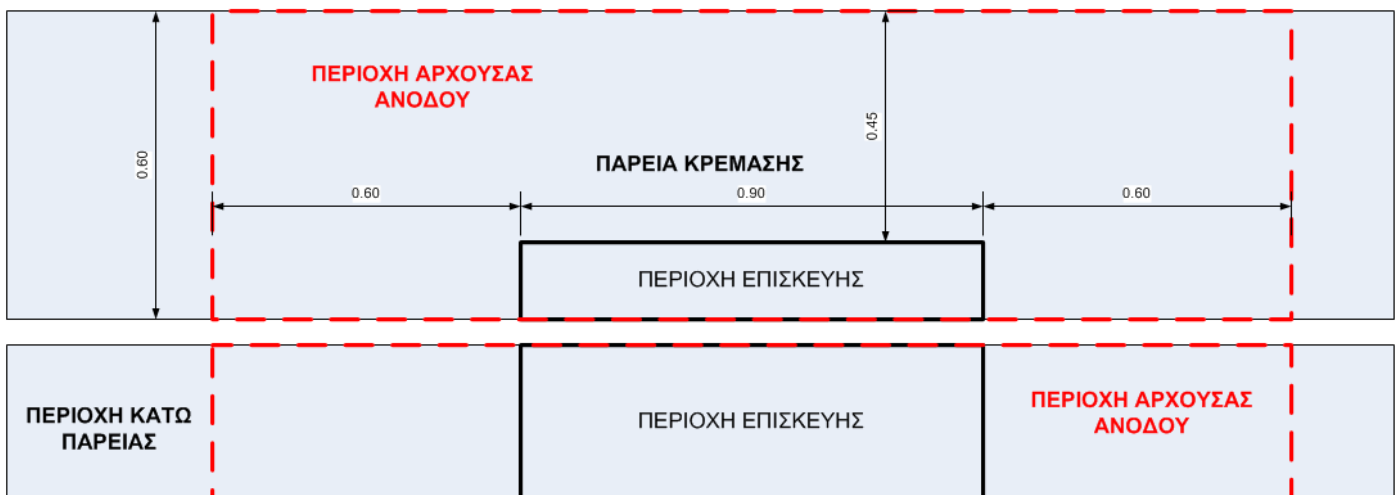 ΠΕΡΙΟΧΗ ΑΡΧΟΥΣΑΣ
ΑΝΟΔΟΥ
0.60
0.45
ΠΑΡΕΙΑ ΚΡΕΜΑΣΗΣ
0.60
0.90
0.60
ΠΕΡΙΟΧΗ ΕΠΙΣΚΕΥΗΣ
ΠΕΡΙΟΧΗ ΚΑΤΩ
ΠΑΡΕΙΑΣ
ΠΕΡΙΟΧΗ ΕΠΙΣΚΕΥΗΣ
ΠΕΡΙΟΧΗ ΑΡΧΟΥΣΑΣ
ΑΝΟΔΟΥ